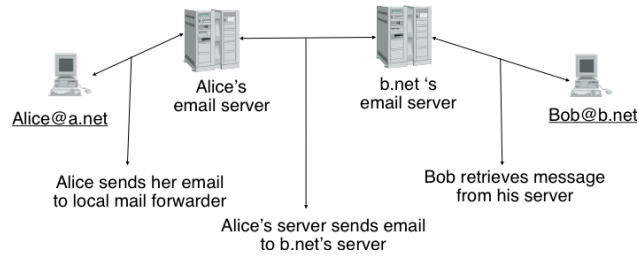 Alice's
email server
b.net 's
email server
Alice@a.net
Bob@b.net
Alice sends her email
to local mail forwarder
Bob retrieves message
from his server
Alice's server sends email
to b.net's server